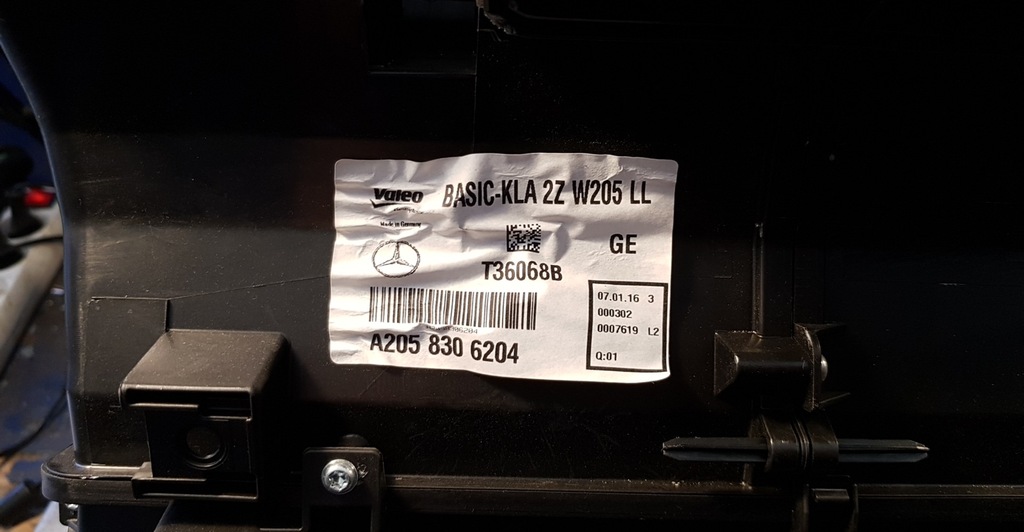 Valeo
BASIC-KLA 2Z W205 LL
Made in Germany
GE
T36068B
A205 830 6204
07.01.16 3
000302
0007619 L2
Q:01